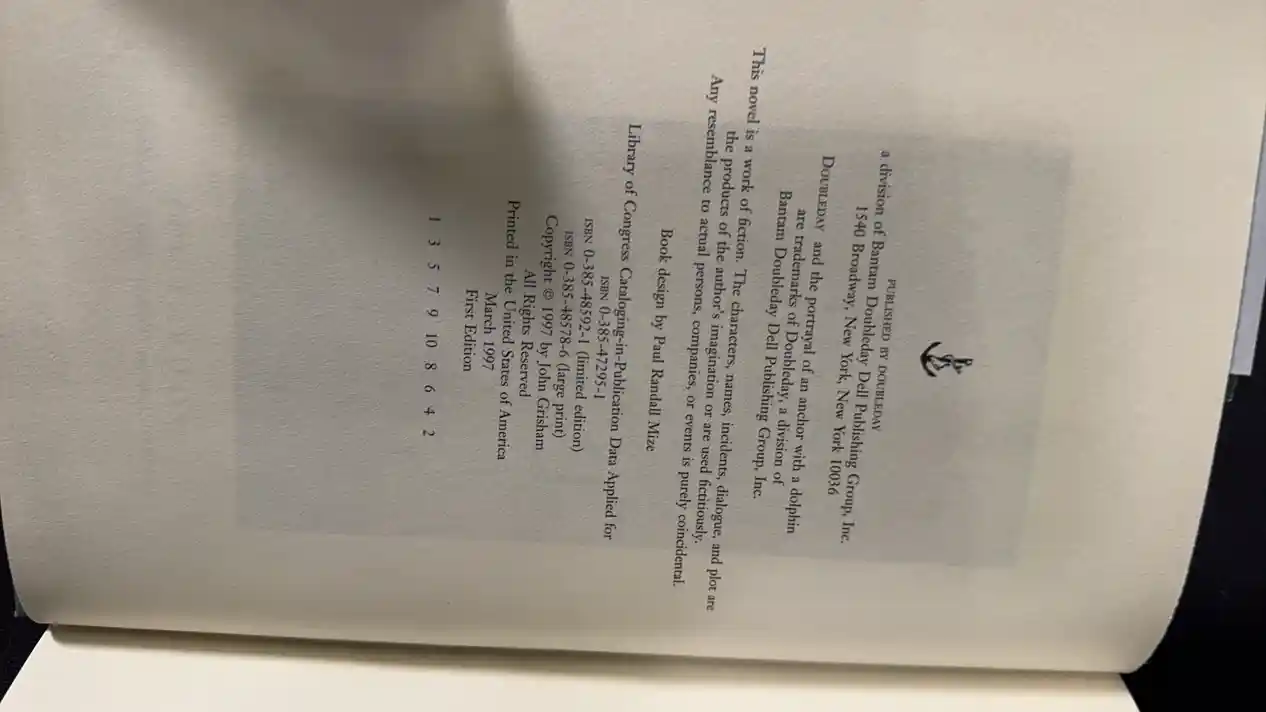 PUBLISHED BY DOUBLEDAY
a division of Bantam Doubleday Dell Publishing Group, Inc.
1540 Broadway, New York, New York 10036
DOUBLEDAY and the portrayal of an anchor with a dolphin
are trademarks of Doubleday, a division of
Bantam Doubleday Dell Publishing Group, Inc.
This novel is a work of fiction. The characters, names, incidents, dialogue, and plot are
the products of the author's imagination or are used fictitiously.
Any resemblance to actual persons, companies, or events is purely coincidental.
Book design by Paul Randall Mize
Library of Congress Cataloging-in-Publication Data Applied for
ISBN 0-385-47295-1
ISBN 0-385-48592-1 (limited edition)
ISBN 0-385-48578-6 (large print)
Copyright © 1997 by John Grisham
All Rights Reserved
Printed in the United States of America
March 1997
First Edition
1 3 5 7 9 10 8 6 4 2